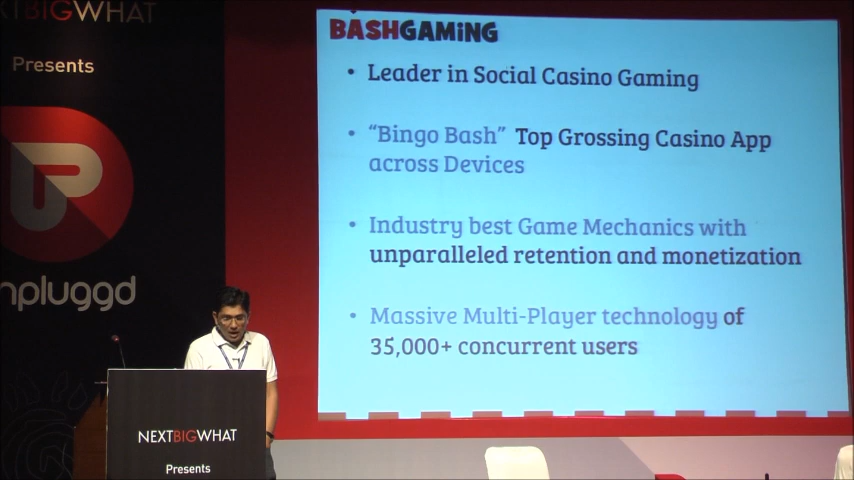 BIGWHAT
Presents
npluggd
BASHGAMiNG
• Leader in Social Casino Gaming
• “Bingo Bash” Top Grossing Casino App
across Devices
• Industry best Game Mechanics with
unparalleled retention and monetization
• Massive Multi-Player technology of
35,000+ concurrent users
NEXTBIGWHAT
Presents